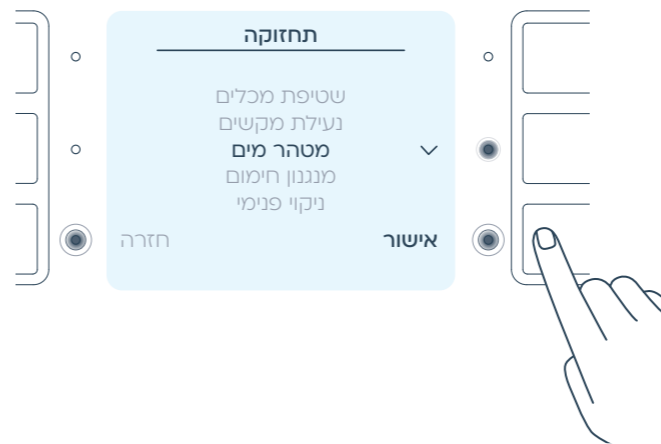 תחזוקה
שטיפת מכלים
נעילת מקשים
מטהר מים
מנגנון חימום
ניקוי פנימי
אישור
חזרה